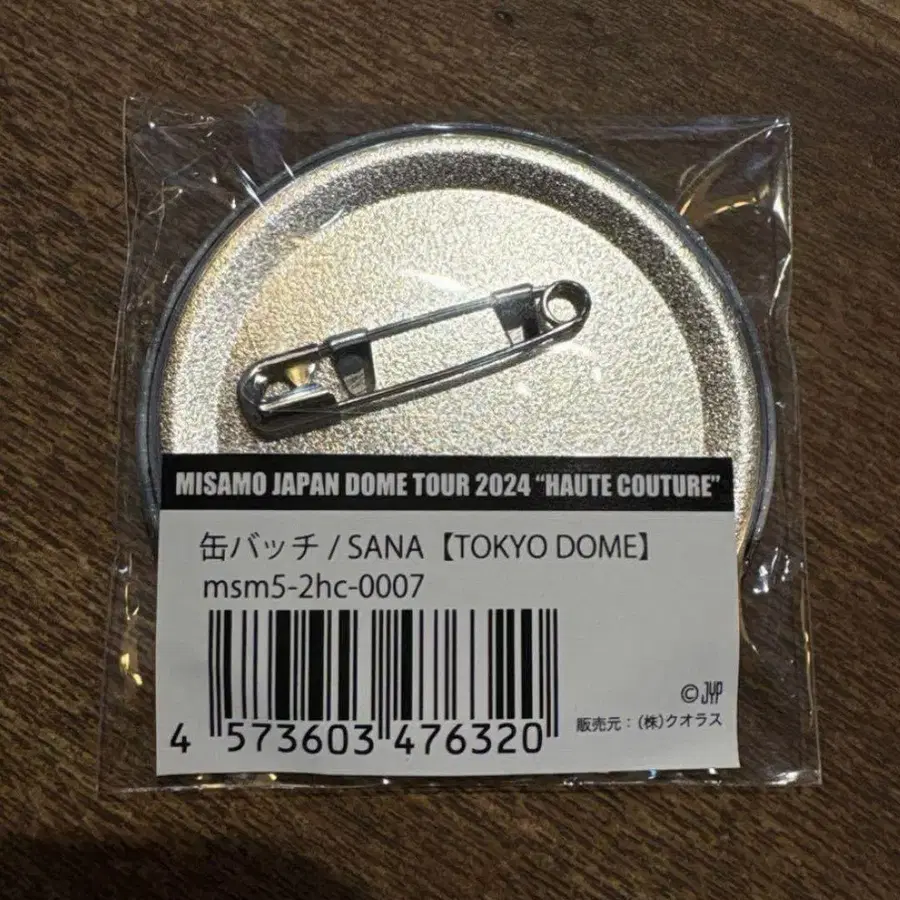 MISAMO JAPAN DOME TOUR 2024 “HAUTE COUTURE”
缶バッチ / SANA【TOKYO DOME】
msm5-2hc-0007
© JYP
4 573603 476320
販売元：(株)クオラス